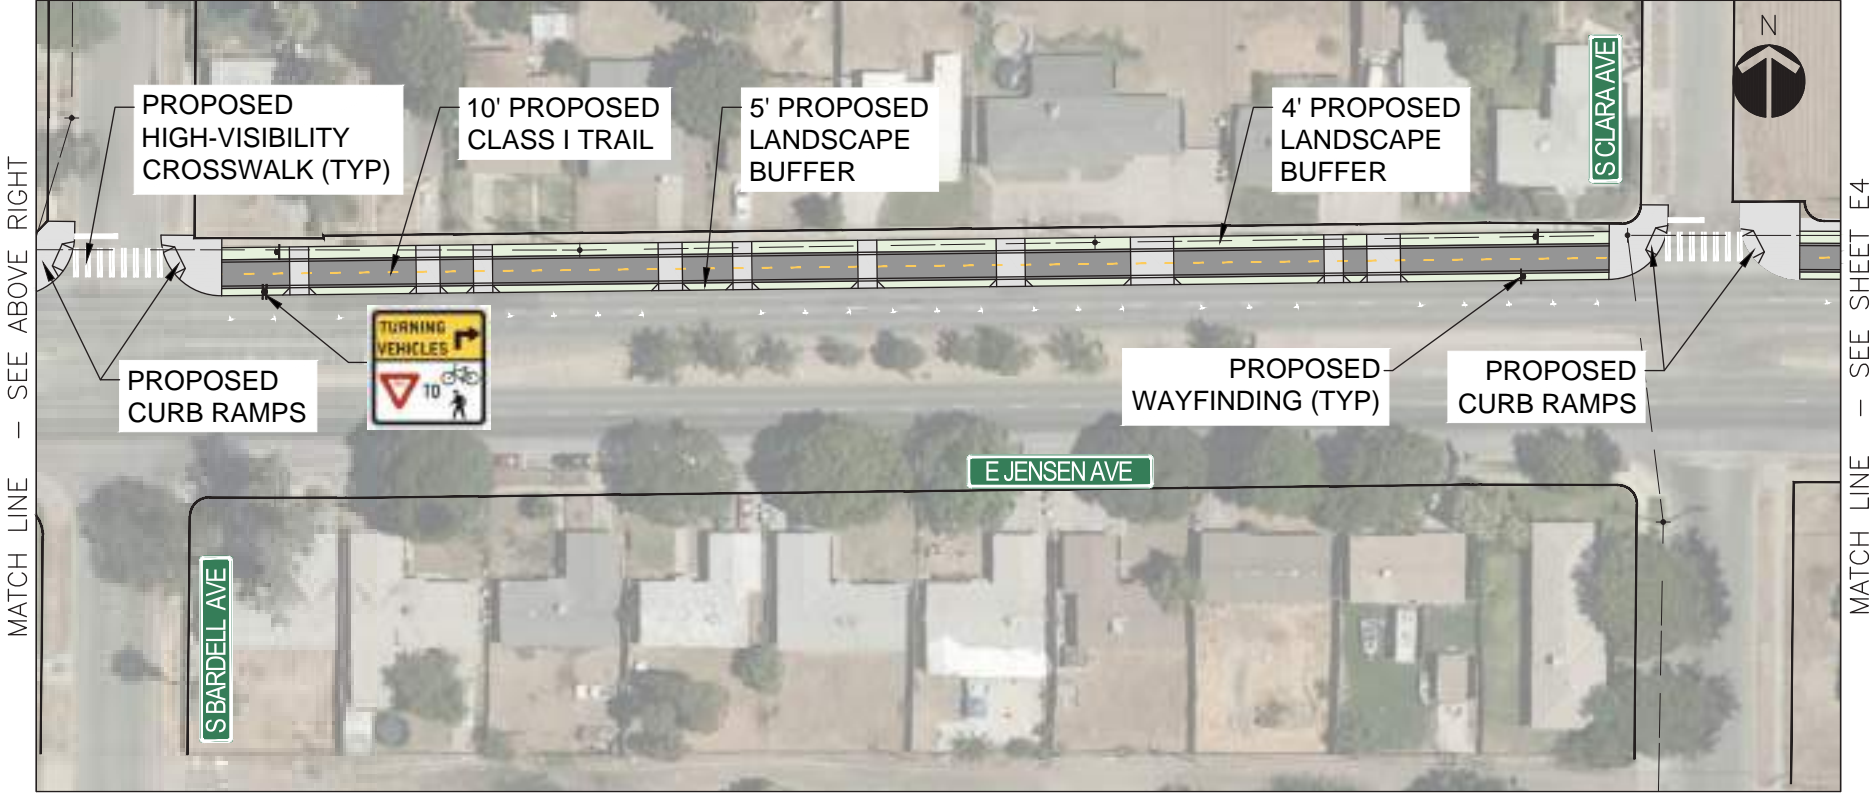 N
PROPOSED
HIGH-VISIBILITY
CROSSWALK (TYP)
10' PROPOSED
CLASS I TRAIL
5' PROPOSED
LANDSCAPE
BUFFER
4' PROPOSED
LANDSCAPE
BUFFER
S CLARA AVE
MATCH LINE - SEE ABOVE RIGHT
MATCH LINE - SEE SHEET E4
PROPOSED
CURB RAMPS
TURNING
VEHICLES
TO
PROPOSED
WAYFINDING (TYP)
PROPOSED
CURB RAMPS
E JENSEN AVE
S BARDELL AVE